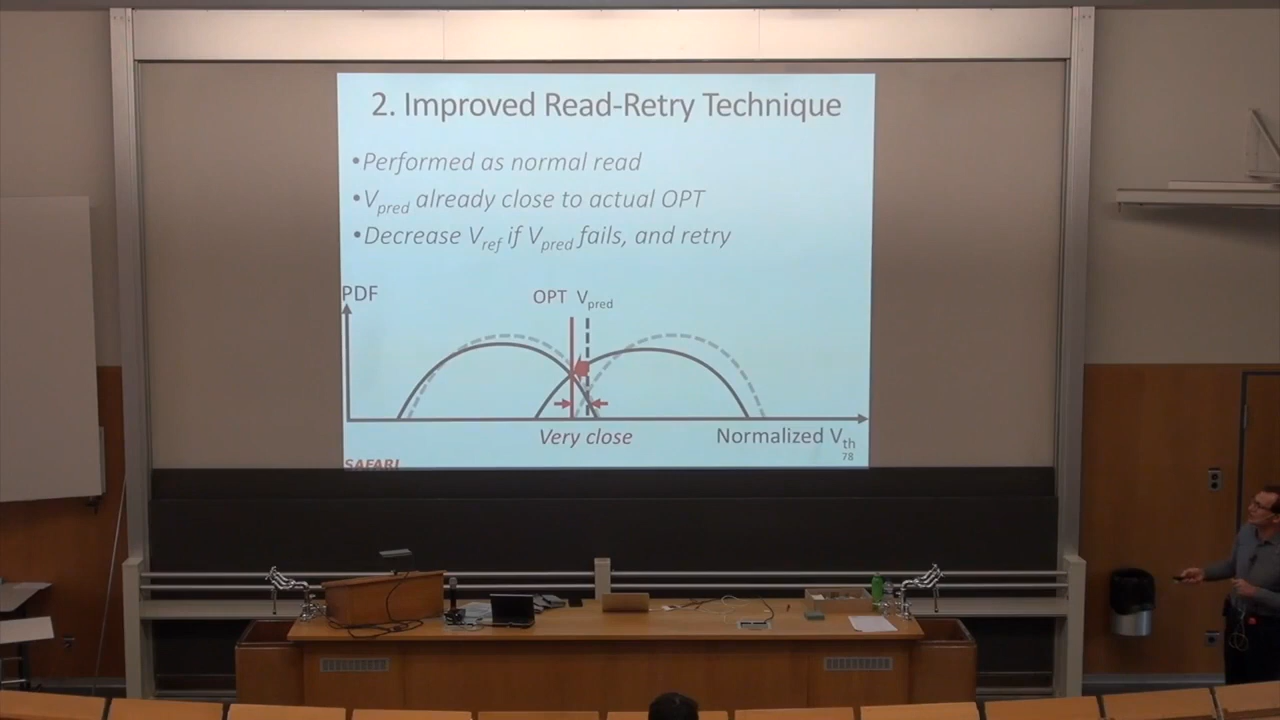 2. Improved Read-Retry Technique
•Performed as normal read
•Vpred already close to actual OPT
•Decrease Vref if Vpred fails, and retry
PDF
OPT Vpred
Very close
Normalized Vth
78
SAFARI